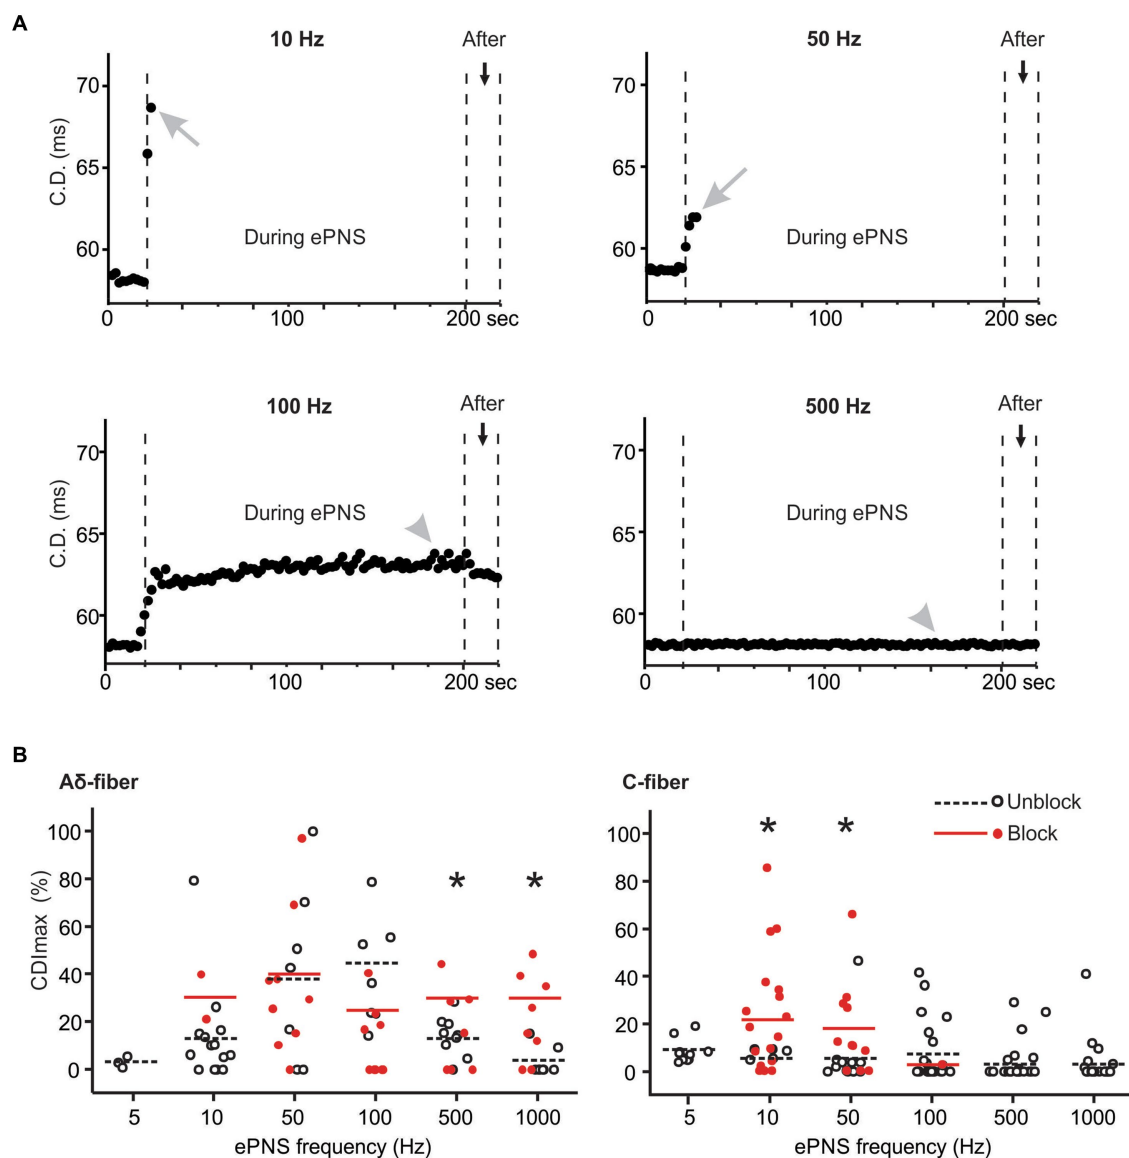 A
10 Hz
After
70
65
60
C.D. (ms)
During ePNS
0
100
200 sec
50 Hz
After
70
65
60
During ePNS
0
100
200 sec
100 Hz
After
70
65
60
C.D. (ms)
During ePNS
0
100
200 sec
500 Hz
After
70
65
60
During ePNS
0
100
200 sec
B
Aδ-fiber
100
80
60
40
20
0
CDImax (%)
* *
5 10 50 100 500 1000
ePNS frequency (Hz)
C-fiber
Unblock
Block
100
80
60
40
20
0
* *
5 10 50 100 500 1000
ePNS frequency (Hz)